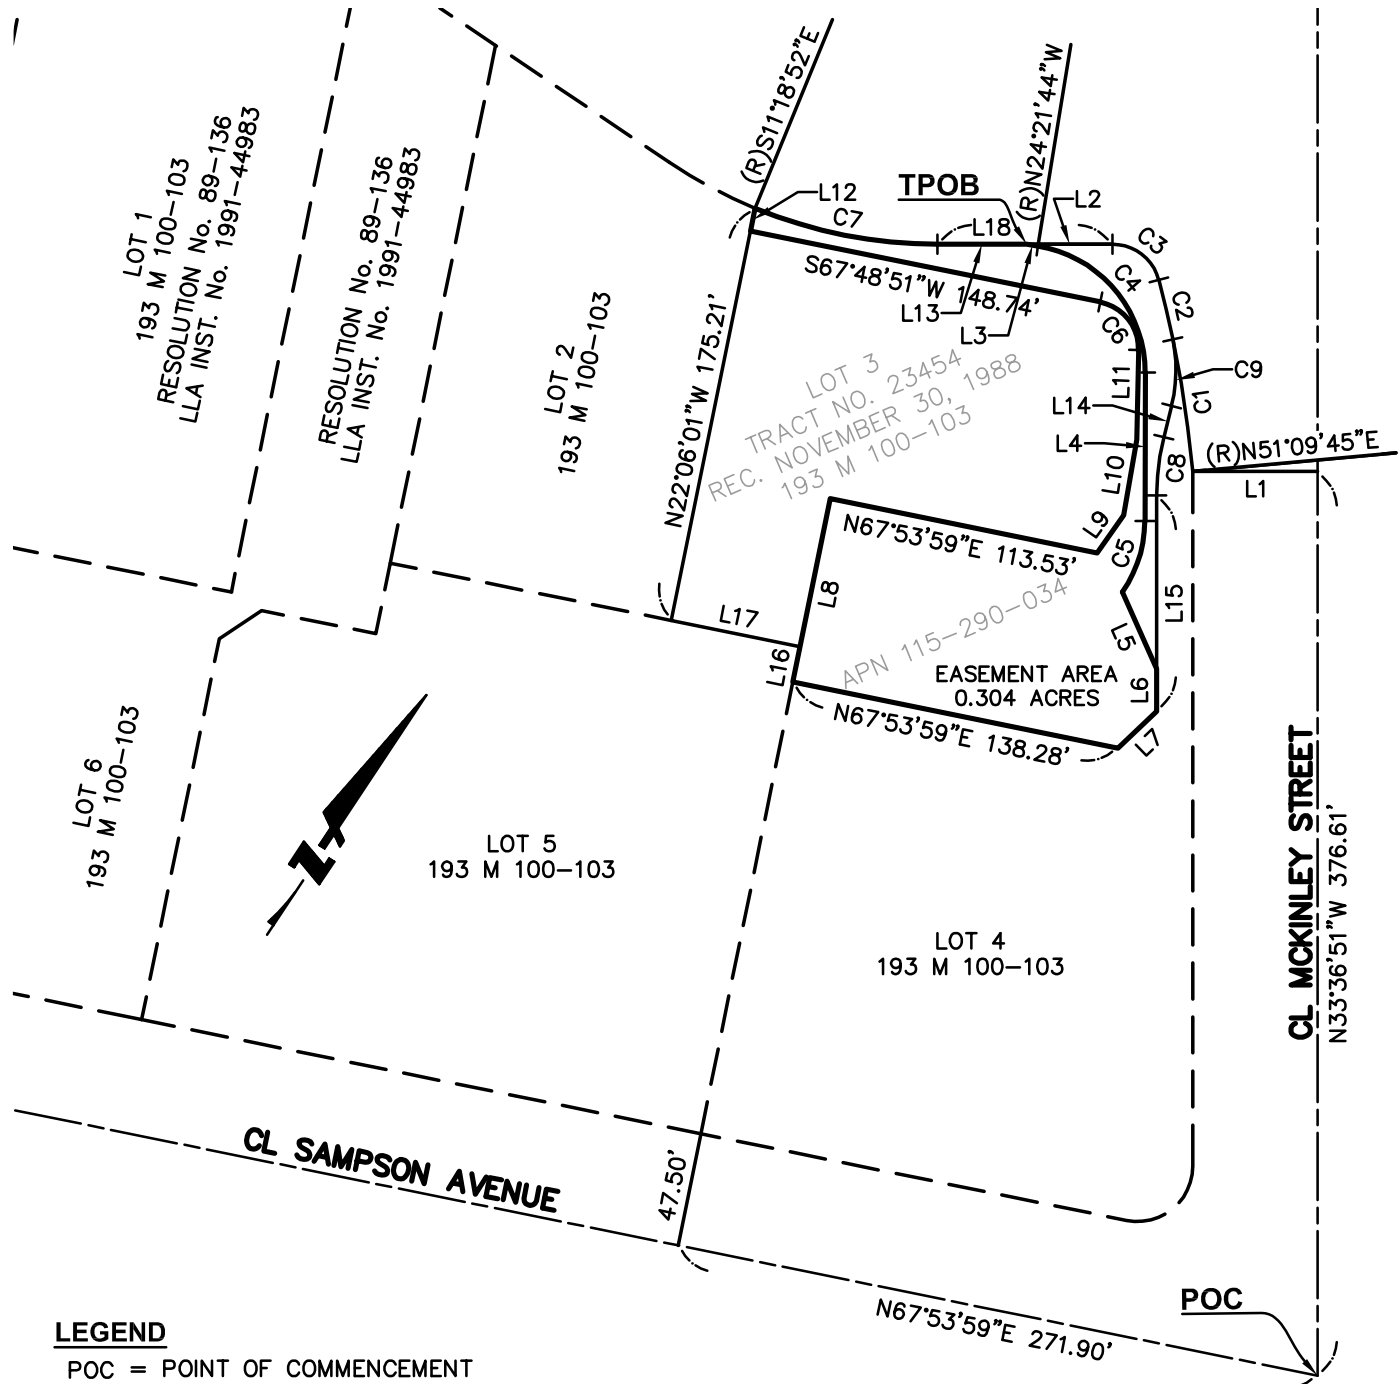 LOT 1
193 M 100-103
RESOLUTION No. 89-136
LLA INST. No. 1991-44983
RESOLUTION No. 89-136
LLA INST. No. 1991-44983
LOT 2
193 M 100-103
(R)S11°18'52"E
(R)N24°21'44"W
TPOB
L12
C7
L18
L2
C3
S67°48'51"W 148.74'
L13
L3
C4
C2
C6
C9
C1
L11
L14
L4
L10
C8
(R)N51°09'45"E
L1
N22°06'01"W 175.21'
LOT 3
TRACT NO. 23454
REC. NOVEMBER 30, 1988
193 M 100-103
N67°53'59"E 113.53'
L9
C5
L8
L15
L17
L5
APN 115-290-034
L16
EASEMENT AREA
0.304 ACRES
L6
L7
N67°53'59"E 138.28'
LOT 6
193 M 100-103
N
LOT 5
193 M 100-103
LOT 4
193 M 100-103
CL MCKINLEY STREET
N33°36'51"W 376.61'
CL SAMPSON AVENUE
47.50'
N67°53'59"E 271.90'
POC
LEGEND
POC = POINT OF COMMENCEMENT